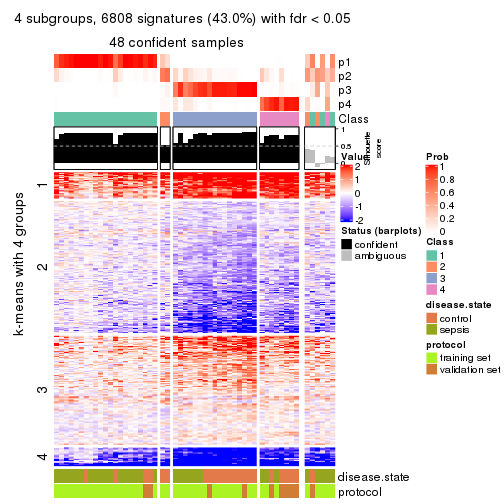 4 subgroups, 6808 signatures (43.0%) with fdr < 0.05
48 confident samples
p1
p2
p3
p4
Class
1
0.5
0
Silhouette
score
k-means with 4 groups
1
2
3
4
Value
2
1
0
-1
-2
Status (barplots)
confident
ambiguous
Prob
1
0.8
0.6
0.4
0.2
0
Class
1
2
3
4
disease.state
control
sepsis
protocol
training set
validation set
disease.state
protocol